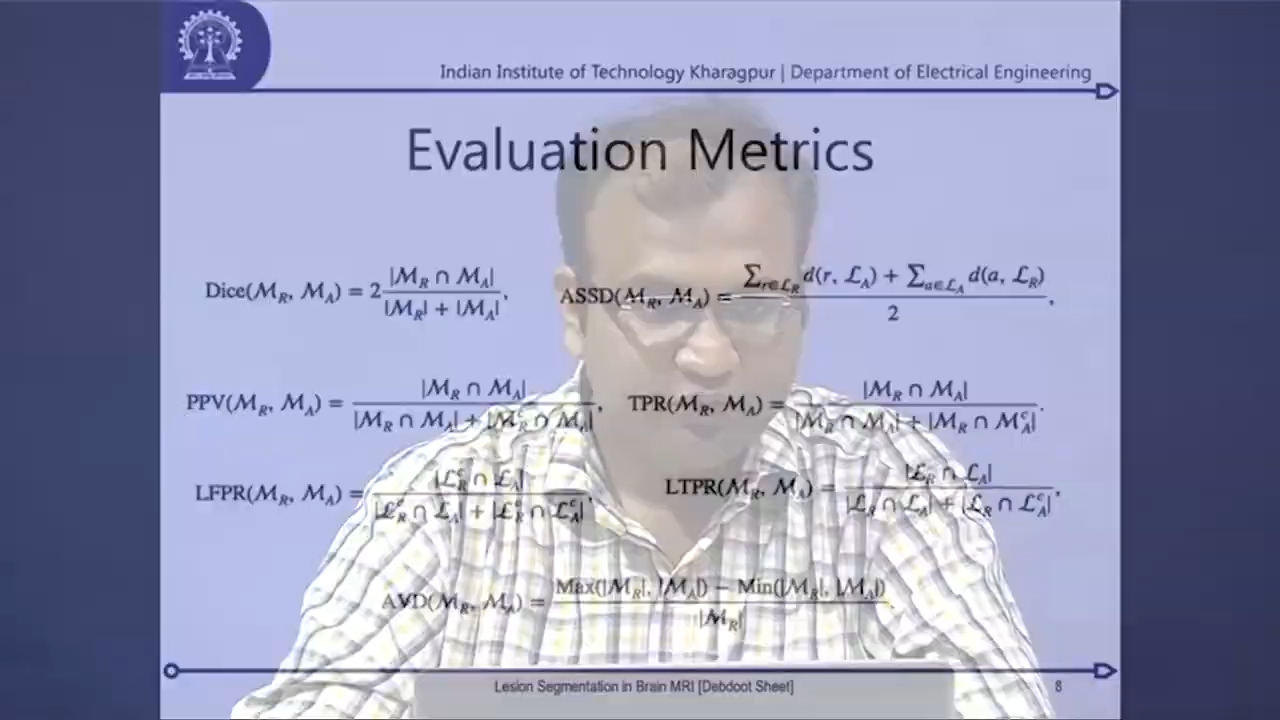 Indian Institute of Technology Kharagpur | Department of Electrical Engineering
Evaluation Metrics
Dice(ℳ_R, ℳ_A) = 2 |ℳ_R ∩ ℳ_A| / (|ℳ_R| + |ℳ_A|),
ASSD(ℳ_R, ℳ_A) = (∑_{r∈ℒ_R} d(r, ℒ_A) + ∑_{a∈ℒ_A} d(a, ℒ_R)) / 2,
PPV(ℳ_R, ℳ_A) = |ℳ_R ∩ ℳ_A| / (|ℳ_R ∩ ℳ_A| + |ℳ_R^c ∩ ℳ_A|),
TPR(ℳ_R, ℳ_A) = |ℳ_R ∩ ℳ_A| / (|ℳ_R ∩ ℳ_A| + |ℳ_R ∩ ℳ_A^c|).
LFPR(ℳ_R, ℳ_A) = |ℒ_R^c ∩ ℒ_A| / (|ℒ_R^c ∩ ℒ_A| + |ℒ_R^c ∩ ℒ_A^c|),
LTPR(ℳ_R, ℳ_A) = |ℒ_R ∩ ℒ_A| / (|ℒ_R ∩ ℒ_A| + |ℒ_R ∩ ℒ_A^c|),
AVD(ℳ_R, ℳ_A) = (Max(|ℳ_R|, |ℳ_A|) − Min(|ℳ_R|, |ℳ_A|)) / |ℳ_R|
Lesion Segmentation in Brain MRI [Debdoot Sheet]
8